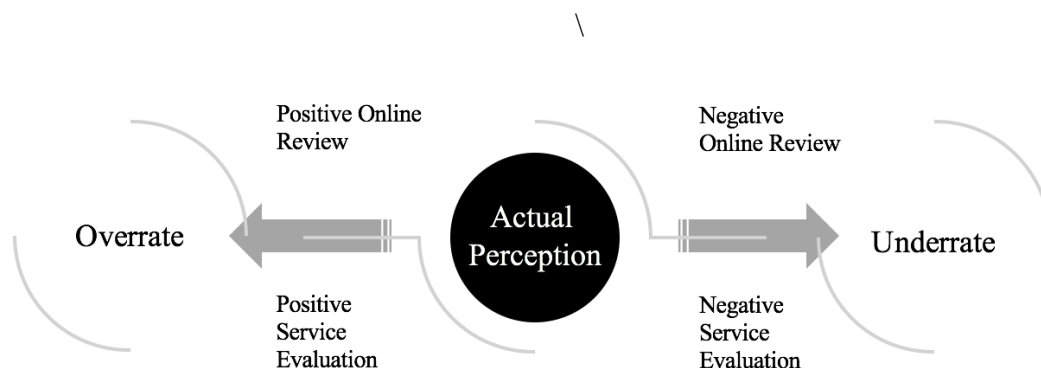 \
Positive Online
Review
Negative
Online Review
Overrate
Actual
Perception
Underrate
Positive
Service
Evaluation
Negative
Service
Evaluation